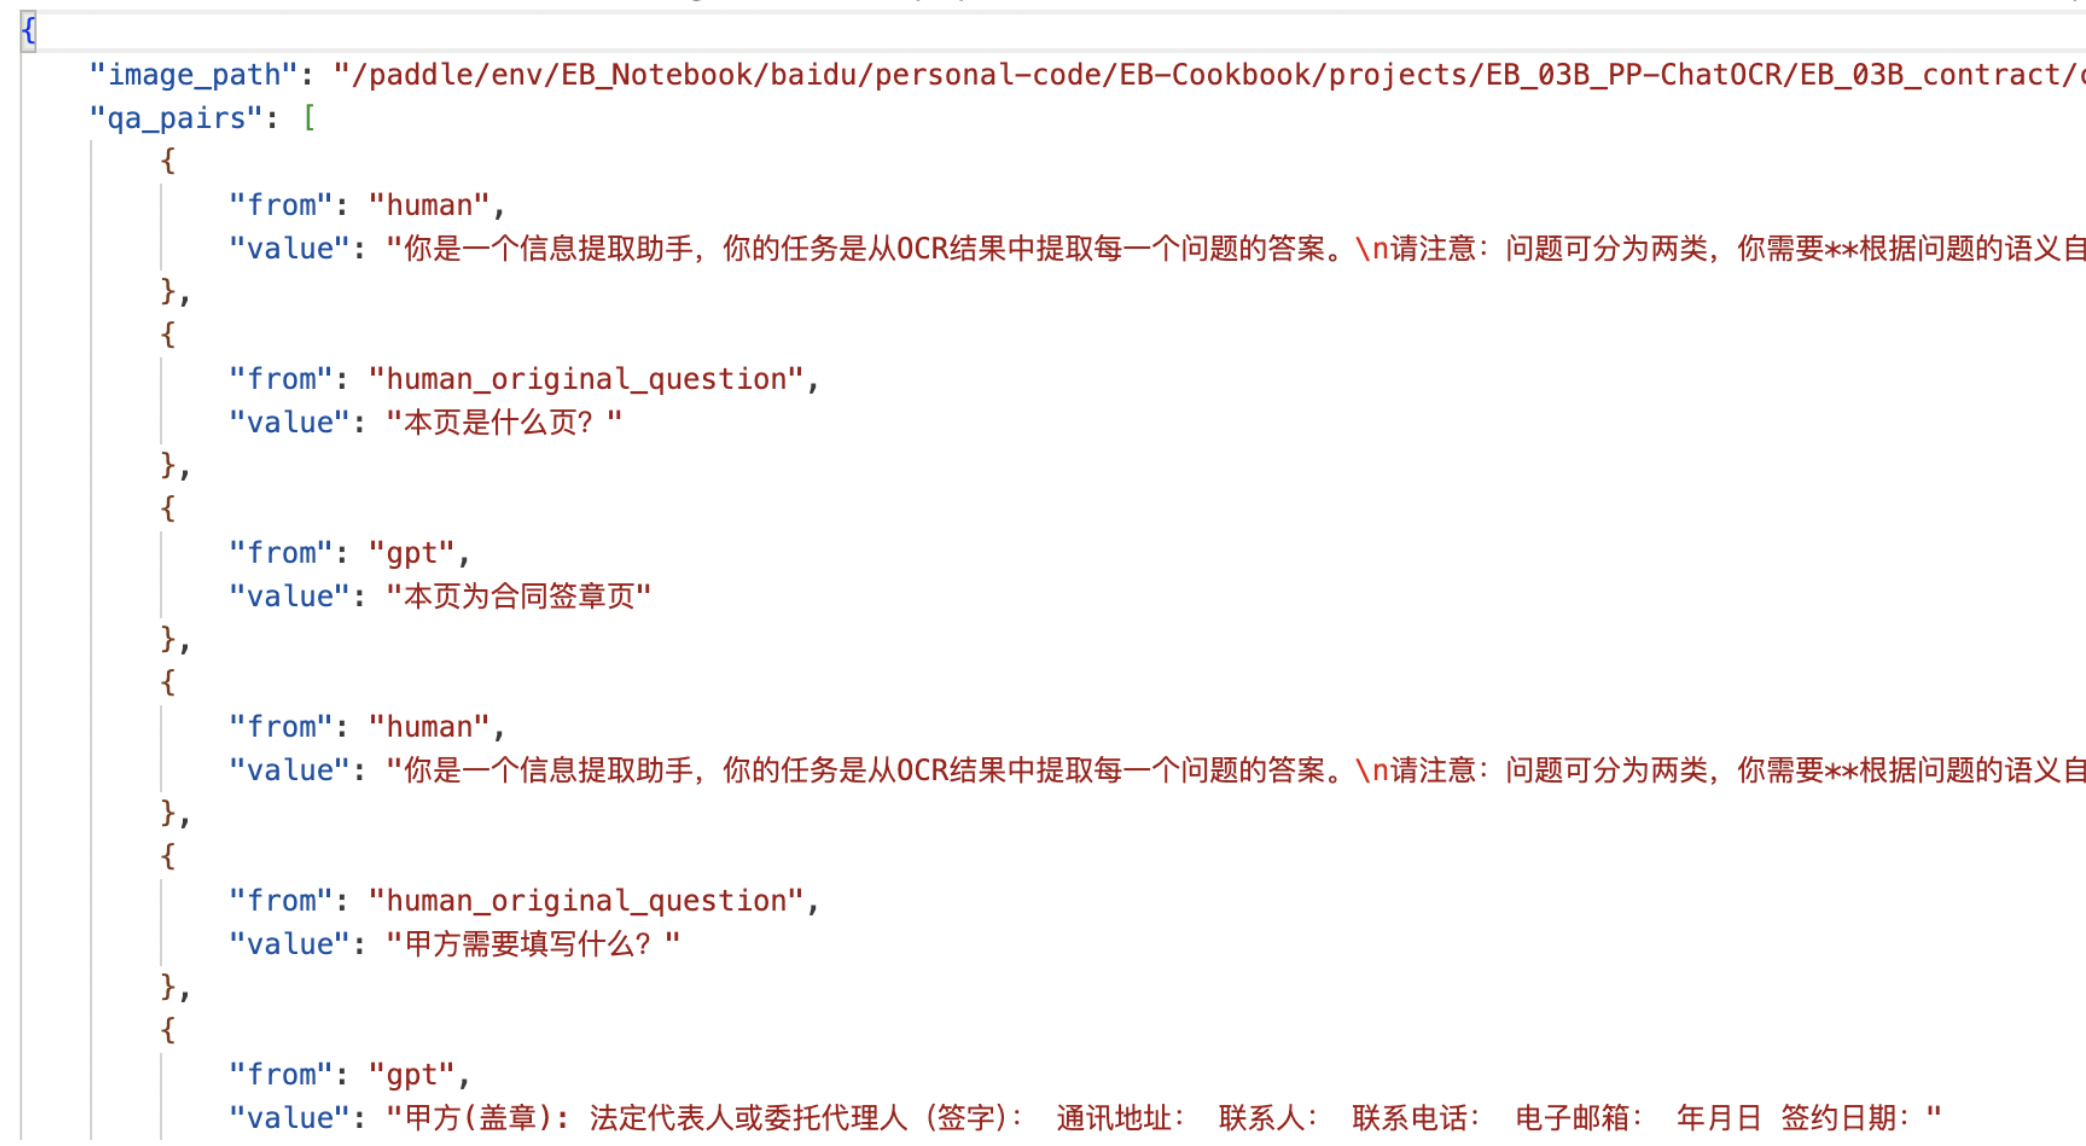 {
"image_path": "/paddle/env/EB_Notebook/baidu/personal-code/EB-Cookbook/projects/EB_03B_PP-ChatOCR/EB_03B_contract/
"qa_pairs": [
{
"from": "human",
"value": "你是一个信息提取助手，你的任务是从OCR结果中提取每一个问题的答案。\n请注意：问题可分为两类，你需要**根据问题的语义自
},
{
"from": "human_original_question",
"value": "本页是什么页？"
},
{
"from": "gpt",
"value": "本页为合同签章页"
},
{
"from": "human",
"value": "你是一个信息提取助手，你的任务是从OCR结果中提取每一个问题的答案。\n请注意：问题可分为两类，你需要**根据问题的语义自
},
{
"from": "human_original_question",
"value": "甲方需要填写什么？"
},
{
"from": "gpt",
"value": "甲方(盖章): 法定代表人或委托代理人（签字）： 通讯地址： 联系人： 联系电话： 电子邮箱： 年月日 签约日期："